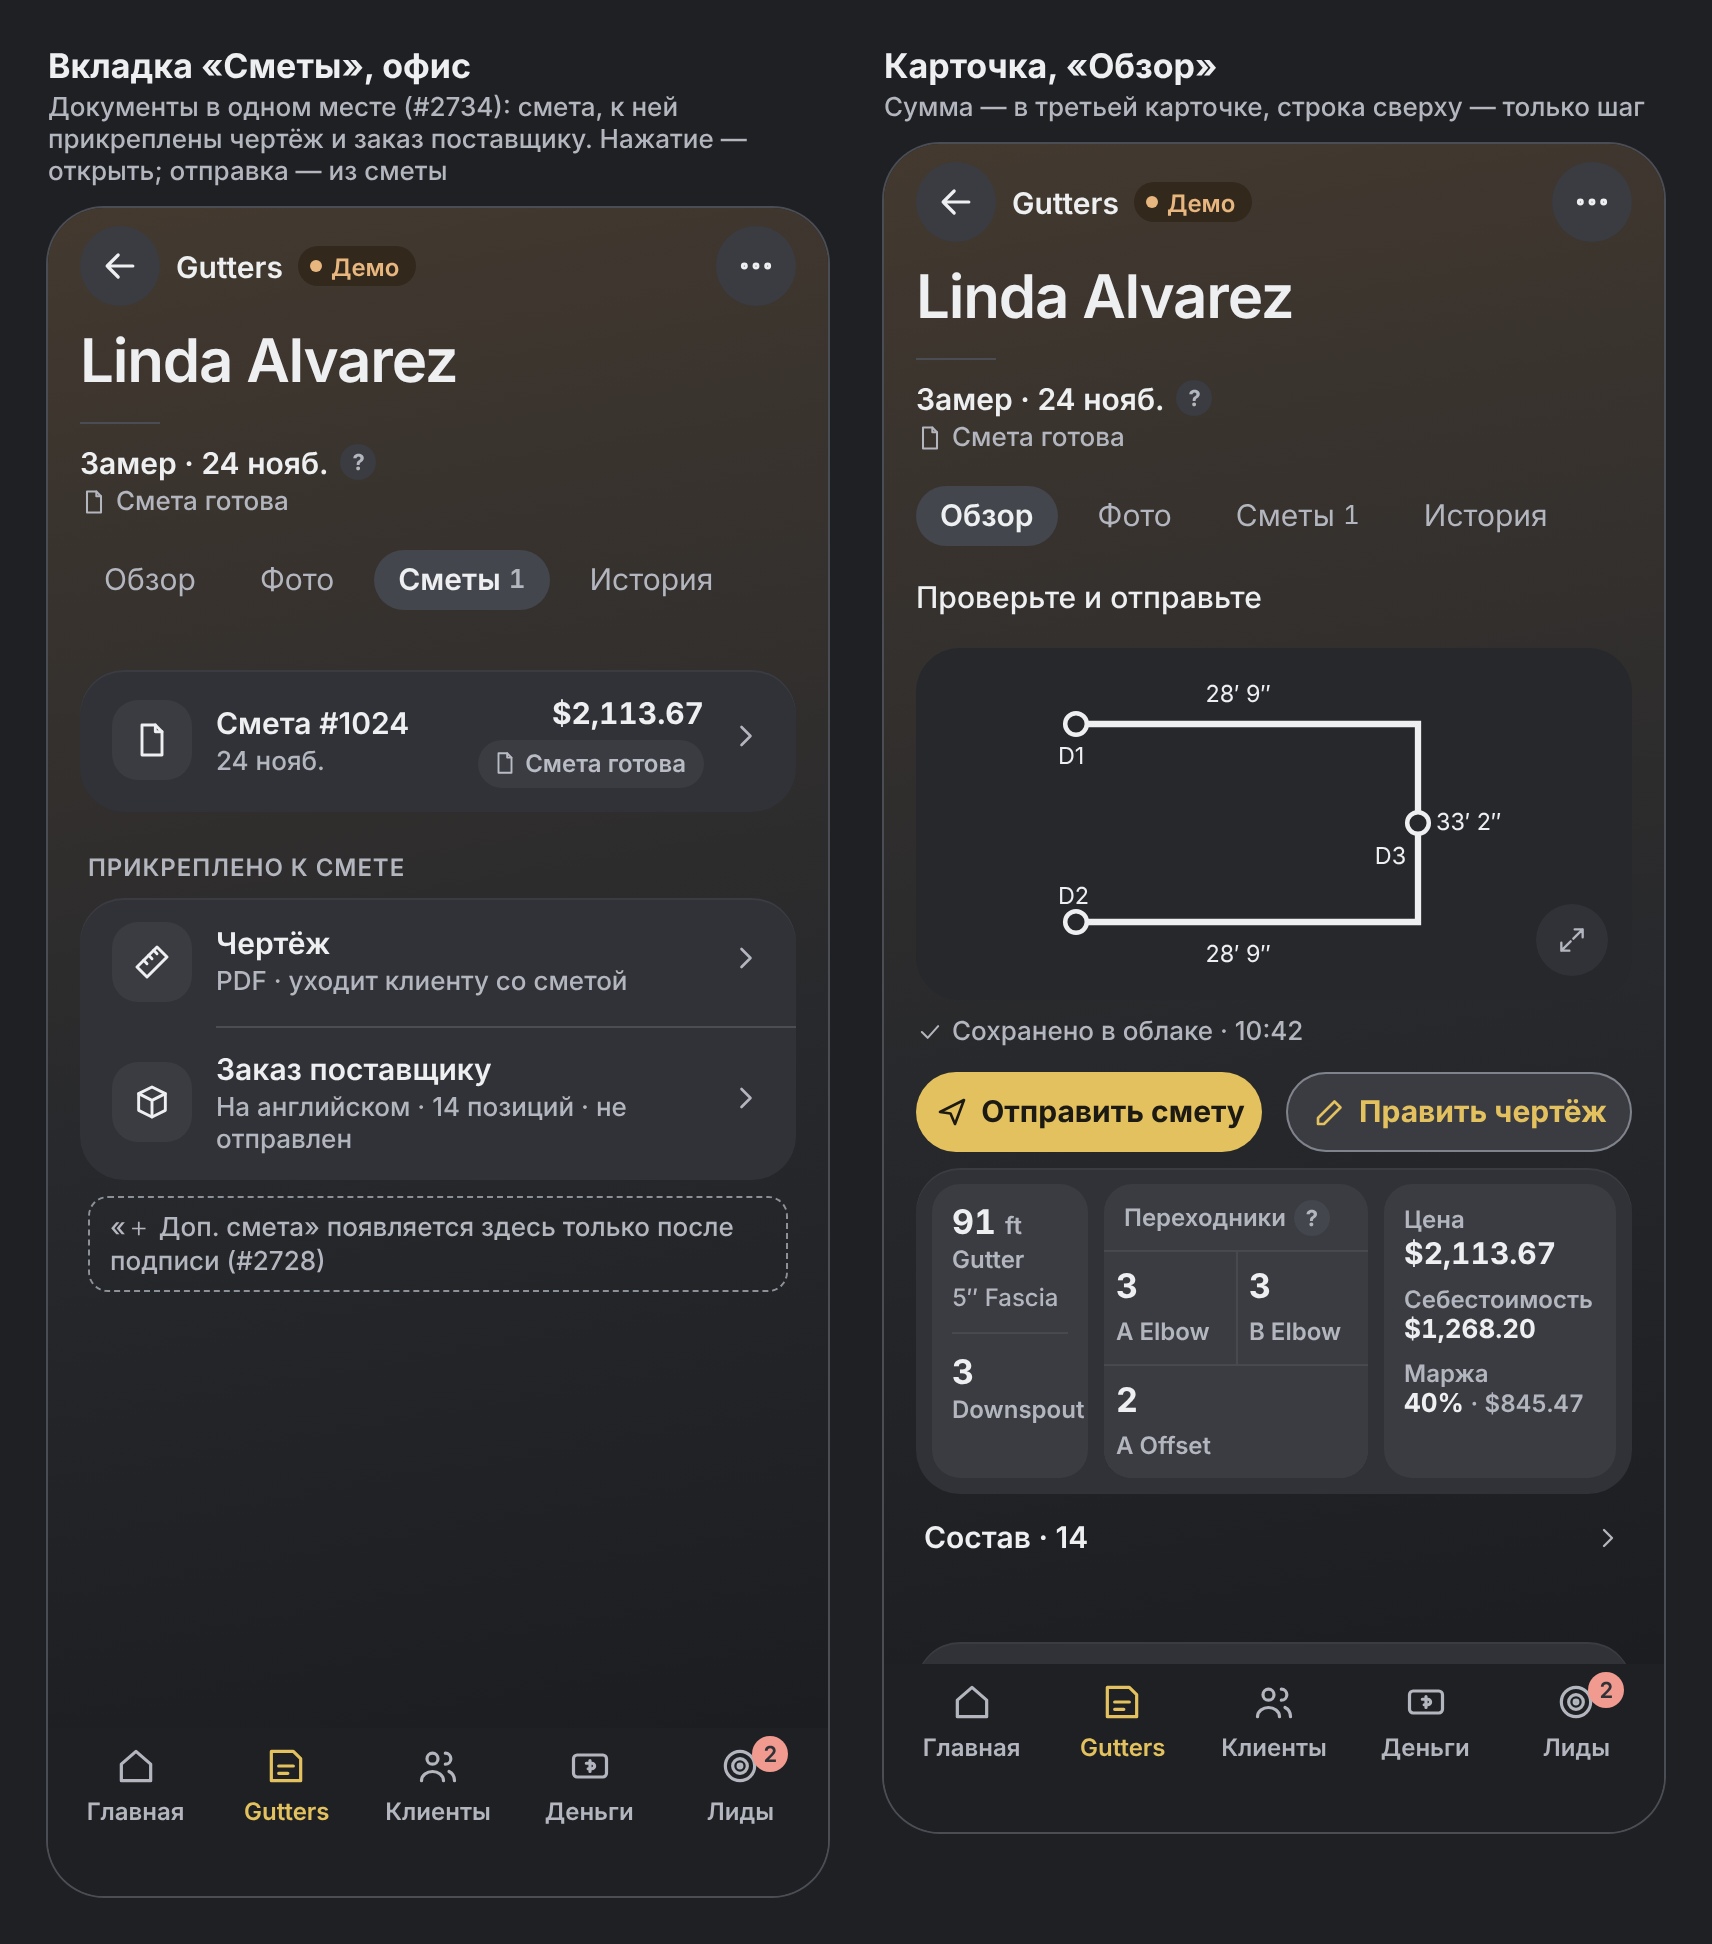 Вкладка «Сметы», офис
Документы в одном месте (#2734): смета, к ней
прикреплены чертёж и заказ поставщику. Нажатие —
открыть; отправка — из сметы
Gutters
Демо
Linda Alvarez
Замер · 24 нояб. ?
Смета готова
Обзор Фото Сметы 1 История
Смета #1024
24 нояб.
$2,113.67
Смета готова
ПРИКРЕПЛЕНО К СМЕТЕ
Чертёж
PDF · уходит клиенту со сметой
Заказ поставщику
На английском · 14 позиций · не
отправлен
«+ Доп. смета» появляется здесь только после
подписи (#2728)
2
Главная Gutters Клиенты Деньги Лиды
Карточка, «Обзор»
Сумма — в третьей карточке, строка сверху — только шаг
Gutters
Демо
Linda Alvarez
Замер · 24 нояб. ?
Смета готова
Обзор Фото Сметы 1 История
Проверьте и отправьте
28′ 9″
D1
33′ 2″
D3
D2
28′ 9″
Сохранено в облаке · 10:42
Отправить смету
Править чертёж
91 ft
Gutter
5″ Fascia
3
Downspout
Переходники ?
3
A Elbow
3
B Elbow
2
A Offset
Цена
$2,113.67
Себестоимость
$1,268.20
Маржа
40% · $845.47
Состав · 14
2
Главная Gutters Клиенты Деньги Лиды